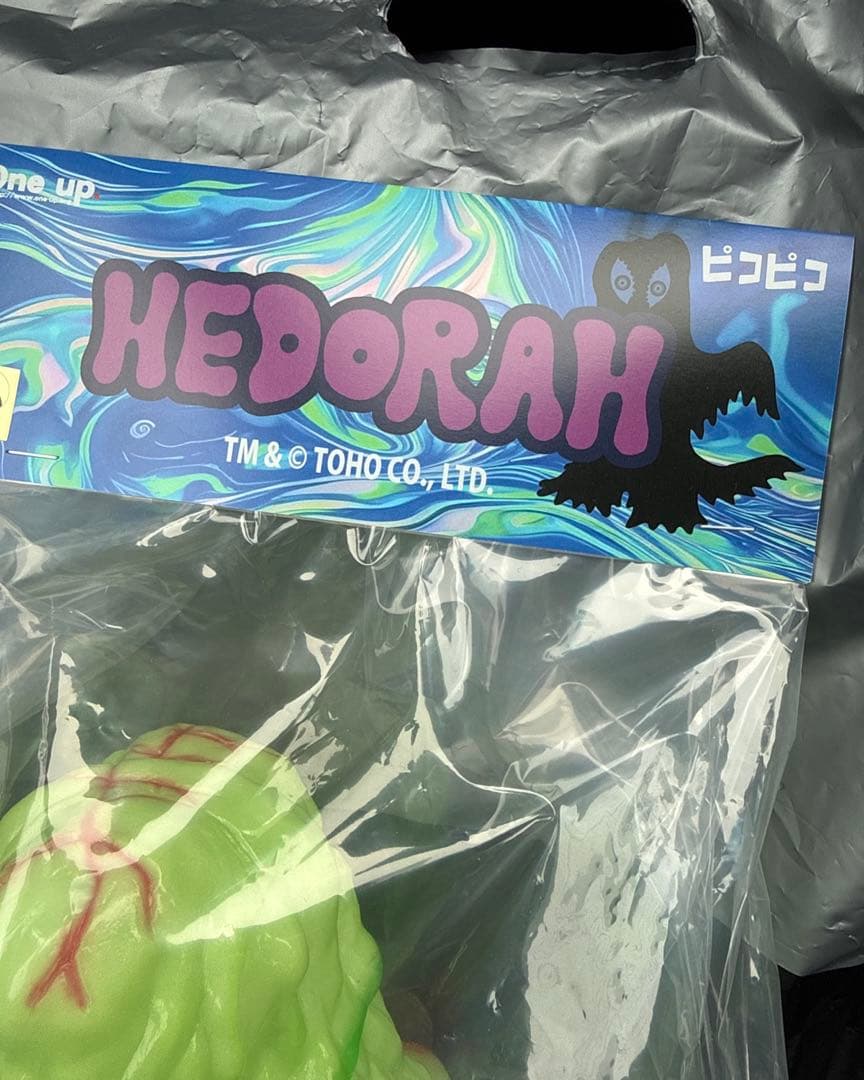 One up.
ピコピコ
HEDORAH
TM & © TOHO CO., LTD.